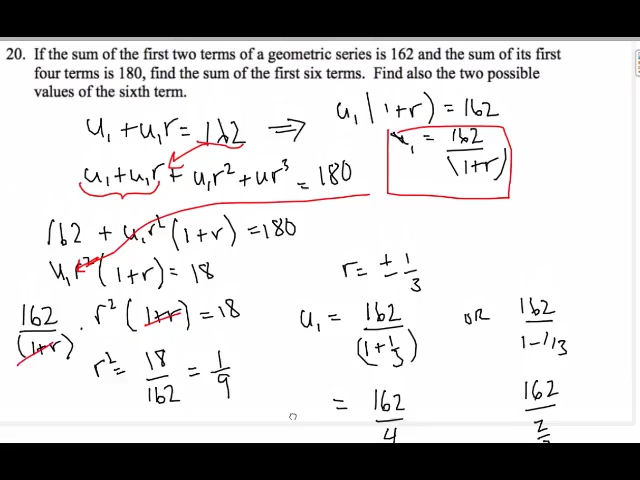 20. If the sum of the first two terms of a geometric series is 162 and the sum of its first
four terms is 180, find the sum of the first six terms. Find also the two possible
values of the sixth term.
u₁ + u₁r = 162 ⟹ u₁(1+r) = 162
u₁ = 162/(1+r)
u₁ + u₁r + u₁r² + ur³ = 180
162 + u₁r²(1+r) = 180
u₁r²(1+r) = 18
r = ± 1/3
162/(1+r) · r²(1+r) = 18
u₁ = 162/(1+1/3) OR 162/1-1/3
r² = 18/162 = 1/9
= 162/4 162/2